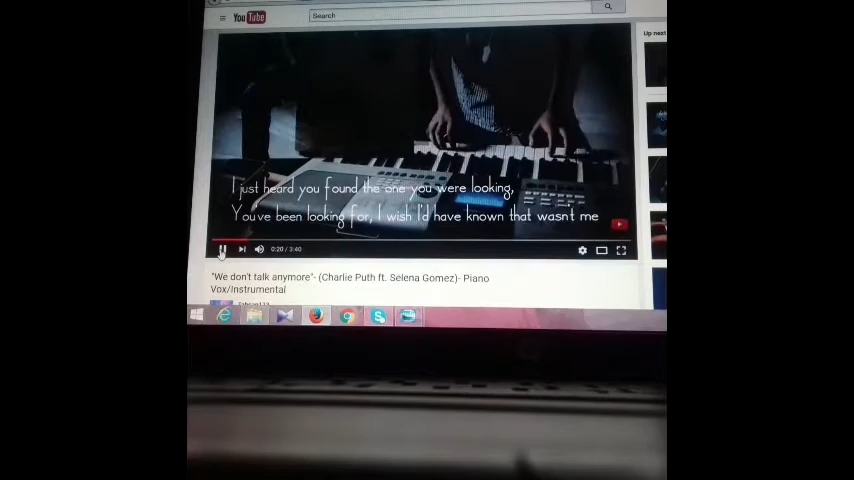 YouTube
Search
Up next
I just heard you found the one you were looking,
You've been looking for, I wish I'd have known that wasn't me
0:20 / 3:40
"We don't talk anymore"- (Charlie Puth ft. Selena Gomez)- Piano
Vox/Instrumental